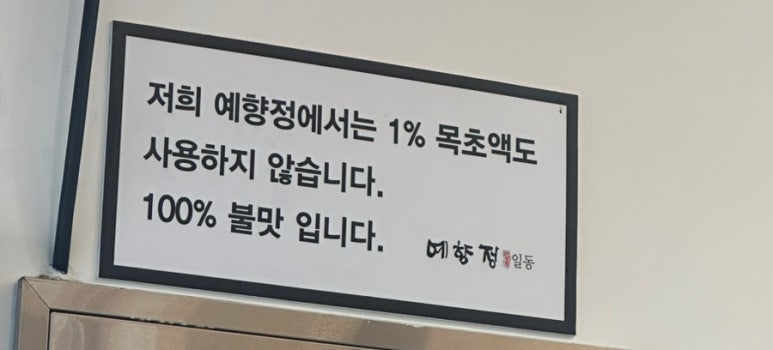 저희 예향정에서는 1% 목초액도
사용하지 않습니다.
100% 불맛 입니다.
예향정 일동